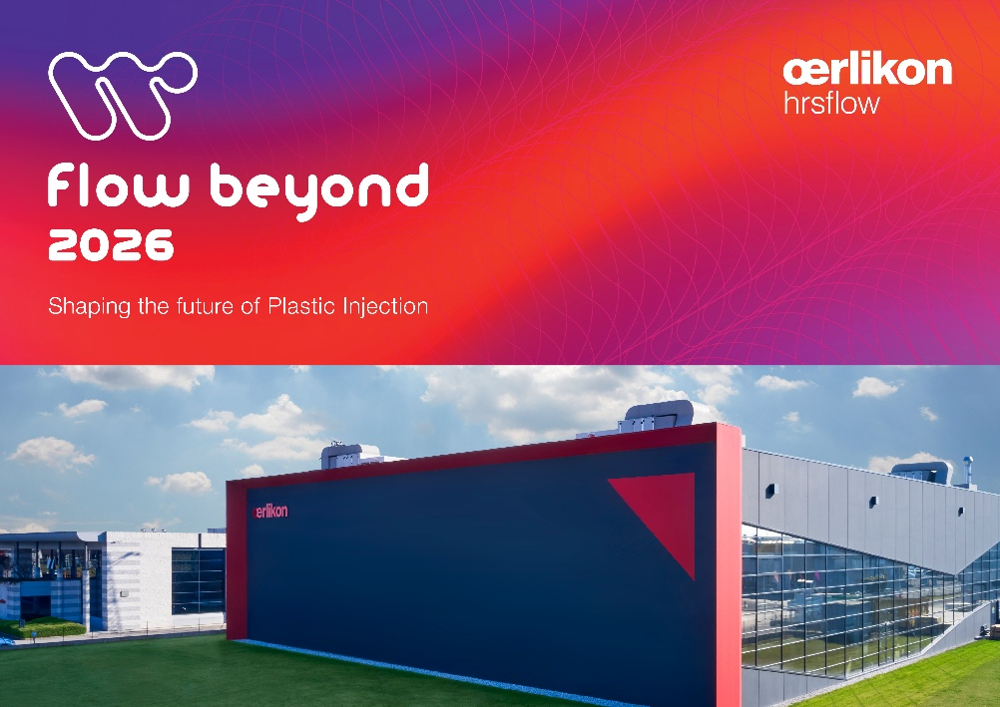 flow beyond
2026
Shaping the future of Plastic Injection
œrlikon
hrsflow
œrlikon